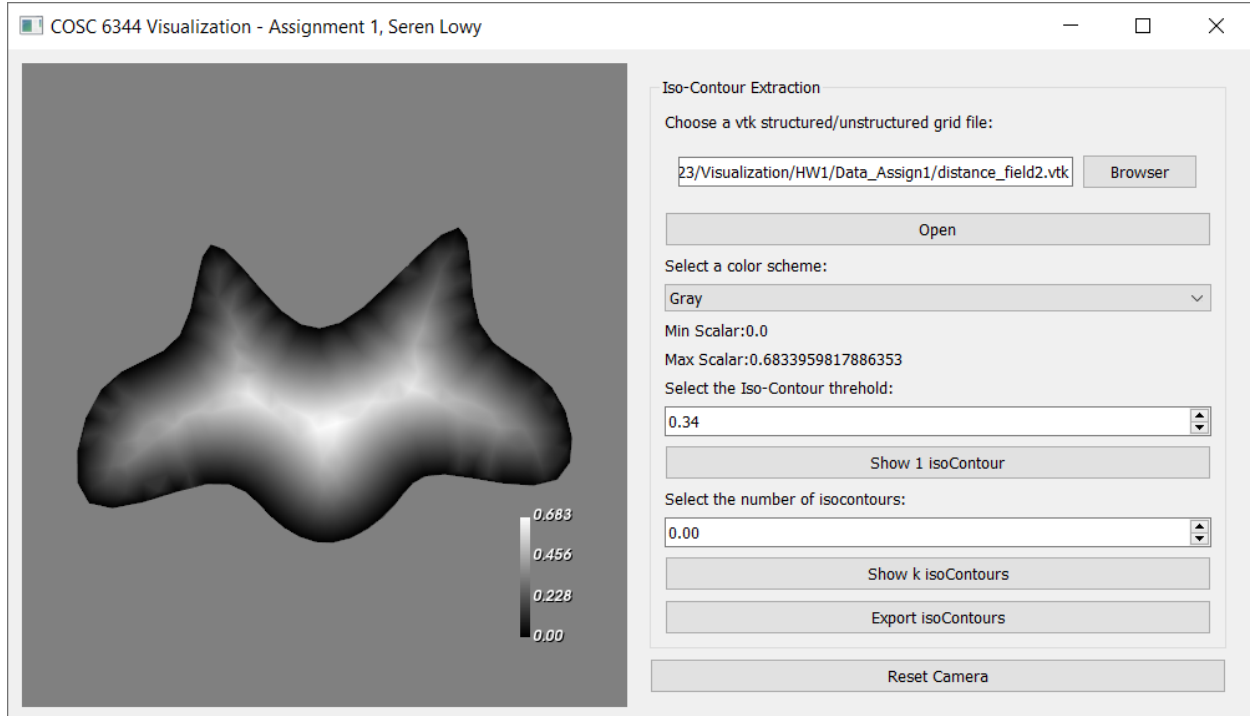 COSC 6344 Visualization - Assignment 1, Seren Lowy
Iso-Contour Extraction
Choose a vtk structured/unstructured grid file:
23/Visualization/HW1/Data_Assign1/distance_field2.vtk
Browser
Open
Select a color scheme:
Gray
Min Scalar:0.0
Max Scalar:0.6833959817886353
Select the Iso-Contour threhold:
0.34
Show 1 isoContour
Select the number of isocontours:
0.00
Show k isoContours
Export isoContours
Reset Camera
0.683
0.456
0.228
0.00